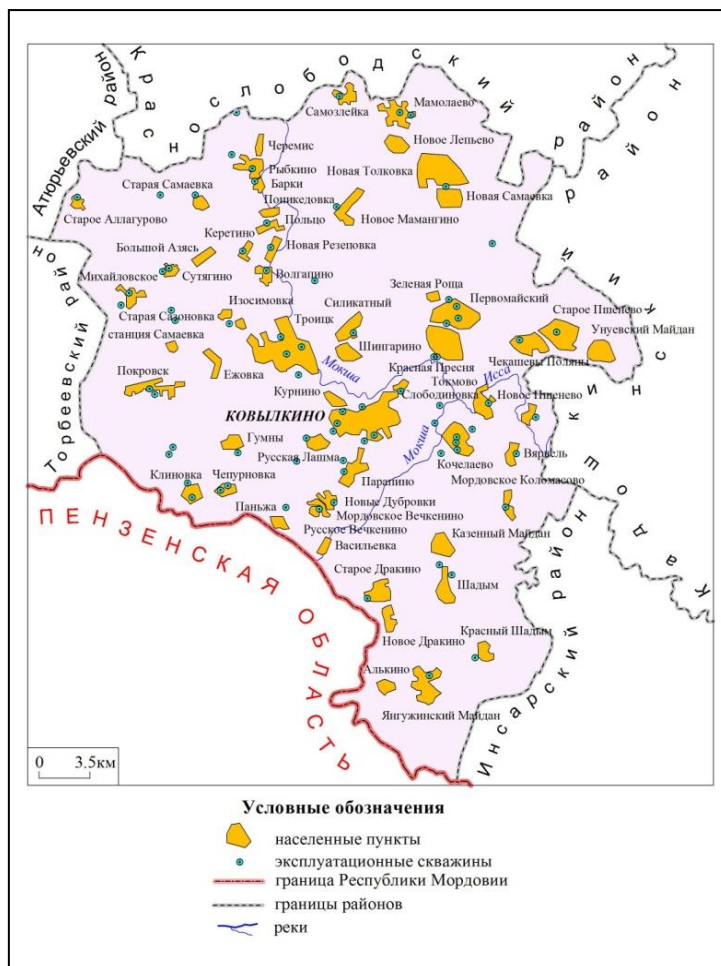 Краснослободский район
Атюрьевский район
Торбеевский район
Кадошкинский район
Инсарский район
ПЕНЗЕНСКАЯ ОБЛАСТЬ
Самозлейка
Мамолаево
Черемис
Новое Лепьево
Рыбкино
Новая Толковка
Старая Самаевка
Барки
Поникедовка
Новая Самаевка
Старое Аллагурово
Польцо
Новое Мамангино
Керетино
Большой Азясь
Новая Резеповка
Михайловское
Сутягино
Волгапино
Зеленая Роща
Изосимовка
Силикатный
Первомайский
Старая Сазоновка
Троицк
Старое Пшенево
станция Самаевка
Унуевский Майдан
Шингарино
Чекашевы Поляны
Покровск
Ежовка
Мокша
Красная Пресня
Токмово
Исса
Курнино
Слободиновка
Новое Пшенево
КОВЫЛКИНО
Гумны
Мокша
Русская Лашма
Кочелаево
Вярвель
Клиновка
Чепурновка
Парапино
Мордовское Коломасово
Паньжа
Новые Дубровки
Мордовское Вечкенино
Русское Вечкенино
Казенный Майдан
Васильевка
Старое Дракино
Шадым
Новое Дракино
Красный Шадым
Алькино
Янгужинский Майдан
0 3.5км
Условные обозначения
населенные пункты
эксплуатационные скважины
граница Республики Мордовии
границы районов
реки